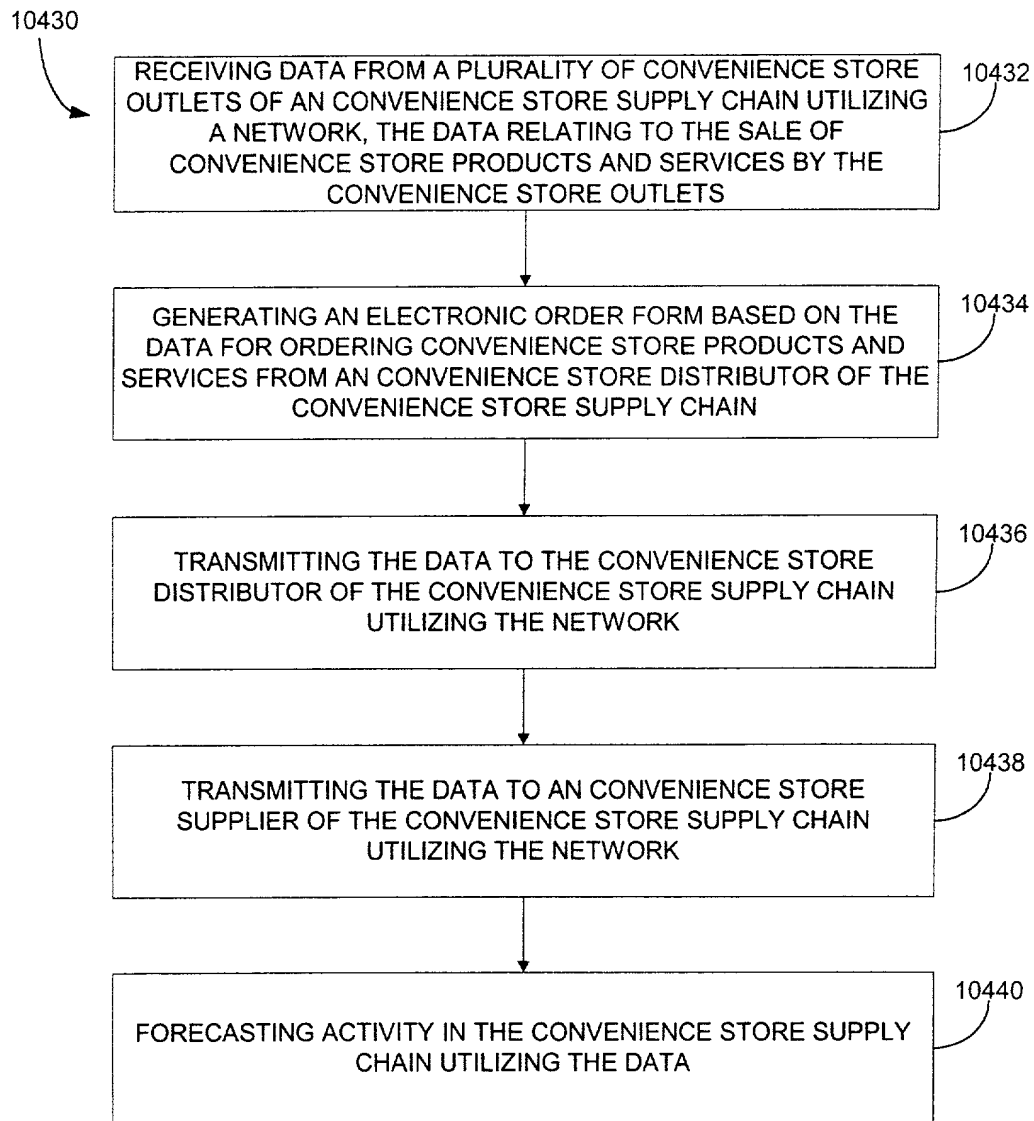 10430
RECEIVING DATA FROM A PLURALITY OF CONVENIENCE STORE
OUTLETS OF AN CONVENIENCE STORE SUPPLY CHAIN UTILIZING
A NETWORK, THE DATA RELATING TO THE SALE OF
CONVENIENCE STORE PRODUCTS AND SERVICES BY THE
CONVENIENCE STORE OUTLETS
10432
GENERATING AN ELECTRONIC ORDER FORM BASED ON THE
DATA FOR ORDERING CONVENIENCE STORE PRODUCTS AND
SERVICES FROM AN CONVENIENCE STORE DISTRIBUTOR OF THE
CONVENIENCE STORE SUPPLY CHAIN
10434
TRANSMITTING THE DATA TO THE CONVENIENCE STORE
DISTRIBUTOR OF THE CONVENIENCE STORE SUPPLY CHAIN
UTILIZING THE NETWORK
10436
TRANSMITTING THE DATA TO AN CONVENIENCE STORE
SUPPLIER OF THE CONVENIENCE STORE SUPPLY CHAIN
UTILIZING THE NETWORK
10438
FORECASTING ACTIVITY IN THE CONVENIENCE STORE SUPPLY
CHAIN UTILIZING THE DATA
10440